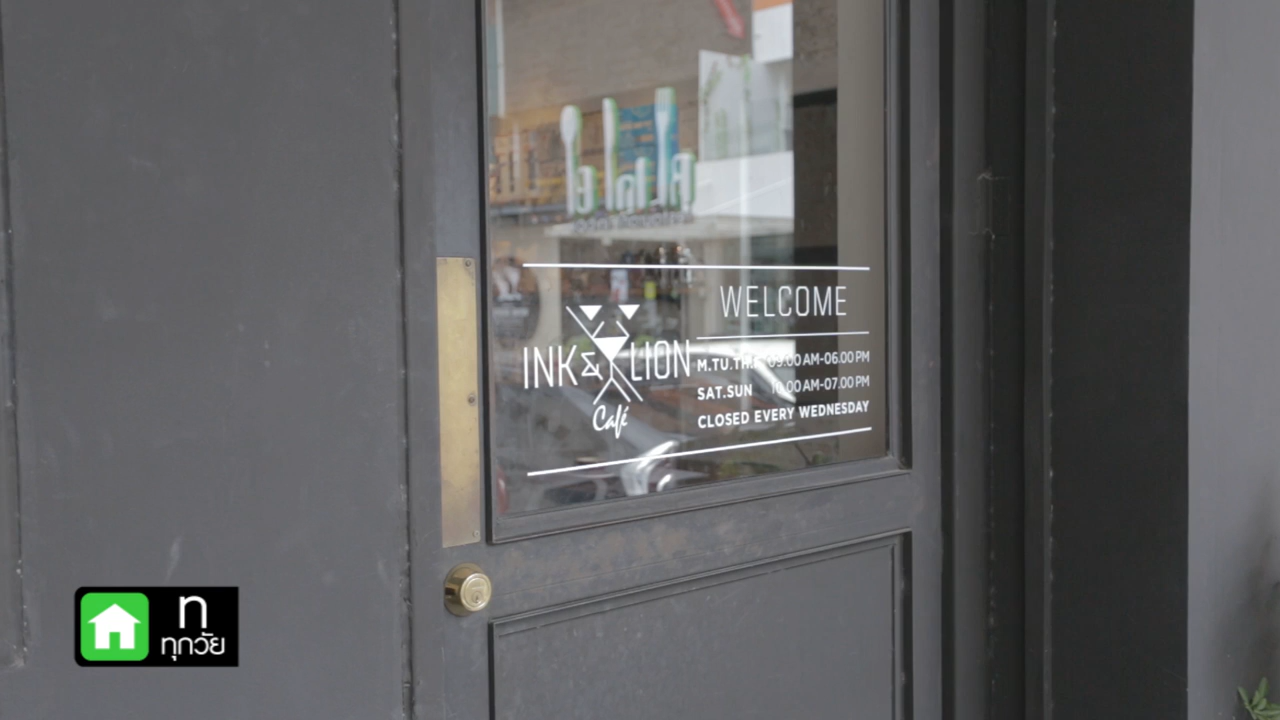 WELCOME
INK & LION
Café
M.TU.TH.F 09.00 AM-06.00 PM
SAT.SUN 10.00 AM-07.00 PM
CLOSED EVERY WEDNESDAY
ท
ทุกวัย